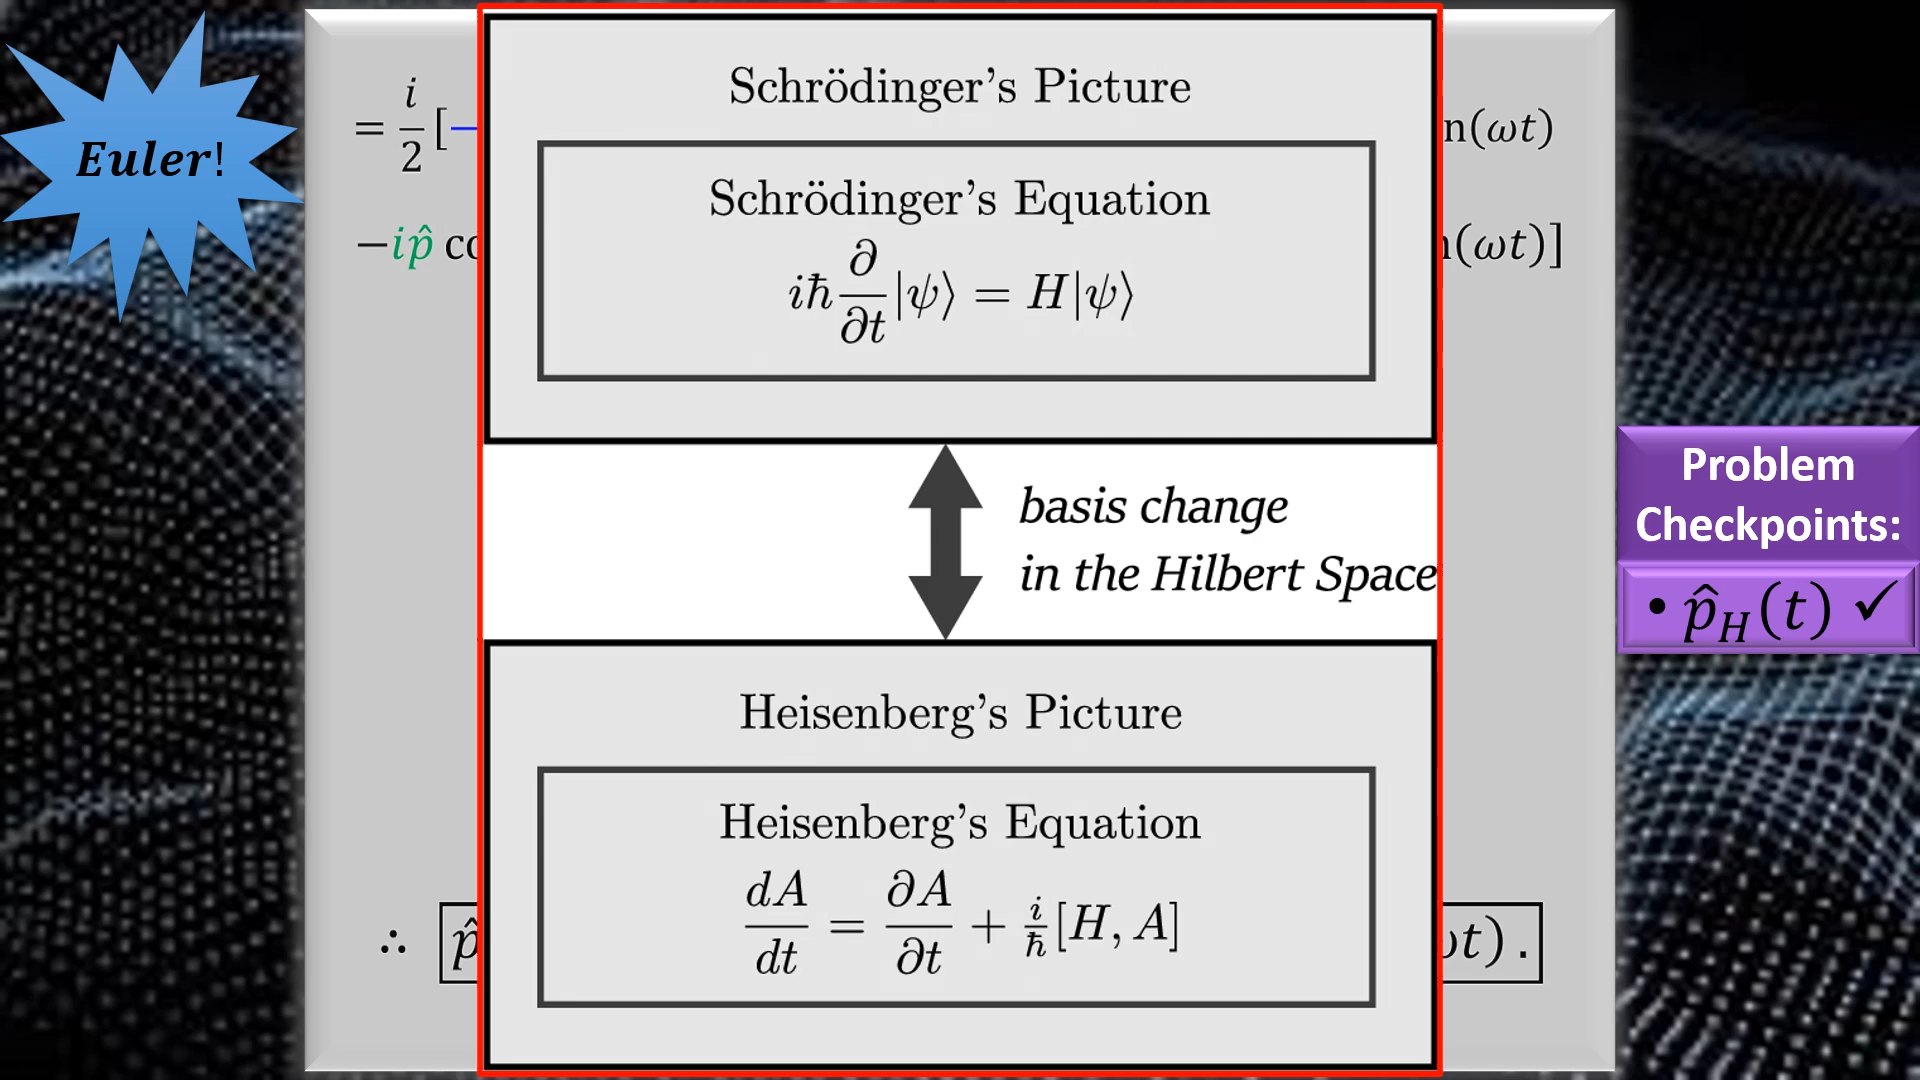 Euler!
= i/2 [−
n(ωt)
−ip̂ co
n(ωt)]
Schrödinger's Picture
Schrödinger's Equation
iħ ∂/∂t |ψ⟩ = H|ψ⟩
basis change
in the Hilbert Space
Heisenberg's Picture
Heisenberg's Equation
dA/dt = ∂A/∂t + i/ħ [H, A]
∴ p̂
ωt).
Problem
Checkpoints:
• p̂_H(t) ✓